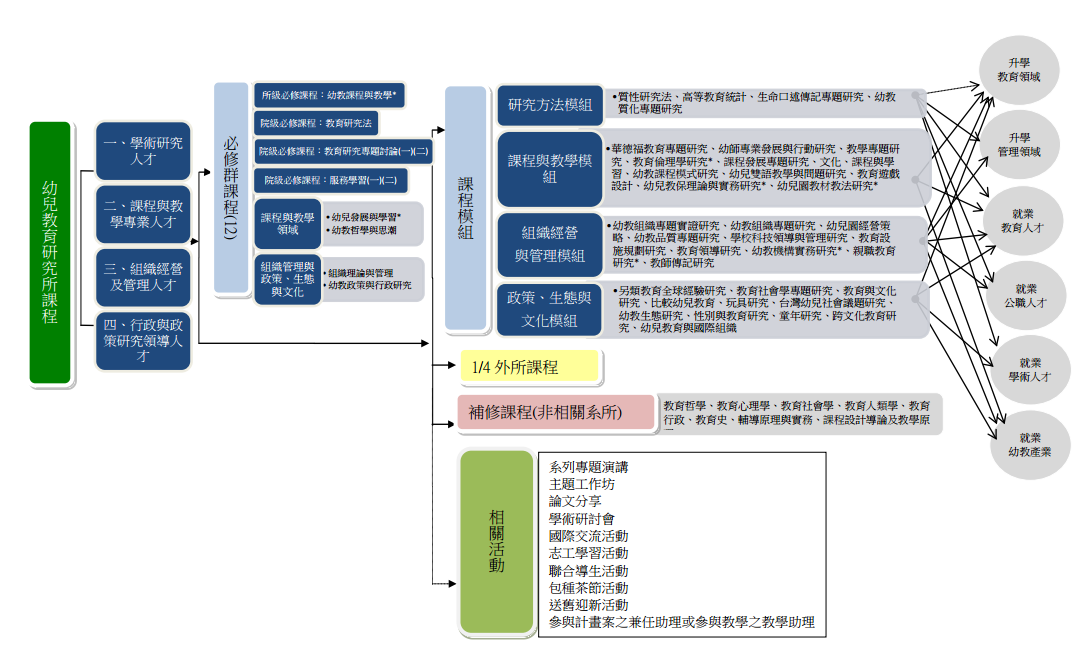 幼兒教育研究所課程
一、學術研究
人才
二、課程與教
學專業人才
三、組織經營
及管理人才
四、行政與政
策研究領導人
才
必修群課程(12)
所級必修課程：幼教課程與教學*
院級必修課程：教育研究法
院級必修課程：教育研究專題討論(一)(二)
院級必修課程：服務學習(一)(二)
課程與教學
領域
•幼兒發展與學習*
•幼教哲學與思潮
組織管理與
政策、生態
與文化
•組織理論與管理
•幼教政策與行政研究
課程模組
研究方法模組
•質性研究法、高等教育統計、生命口述傳記專題研究、幼教
質化專題研究
課程與教學模
組
•華德福教育專題研究、幼師專業發展與行動研究、教學專題研
究、教育倫理學研究*、課程發展專題研究、文化、課程與學
習、幼教課程模式研究、幼兒雙語教學與問題研究、教育遊戲
設計、幼兒教保理論與實務研究*、幼兒園教材教法研究*
組織經營
與管理模組
•幼教組織專題實證研究、幼教組織專題研究、幼兒園經營策
略、幼教品質專題研究、學校科技領導與管理研究、教育設
施規劃研究、教育領導研究、幼教機構實務研究*、親職教育
研究*、教師傳記研究
政策、生態與
文化模組
•另類教育全球經驗研究、教育社會學專題研究、教育與文化
研究、比較幼兒教育、玩具研究、台灣幼兒社會議題研究、
幼教生態研究、性別與教育研究、童年研究、跨文化教育研
究、幼兒教育與國際組織
1/4 外所課程
補修課程(非相關系所)
教育哲學、教育心理學、教育社會學、教育人類學、教育
行政、教育史、輔導原理與實務、課程設計導論及教學原
相關活動
系列專題演講
主題工作坊
論文分享
學術研討會
國際交流活動
志工學習活動
聯合導生活動
包種茶節活動
送舊迎新活動
參與計畫案之兼任助理或參與教學之教學助理
升學
教育領域
升學
管理領域
就業
教育人才
就業
公職人才
就業
學術人才
就業
幼教產業